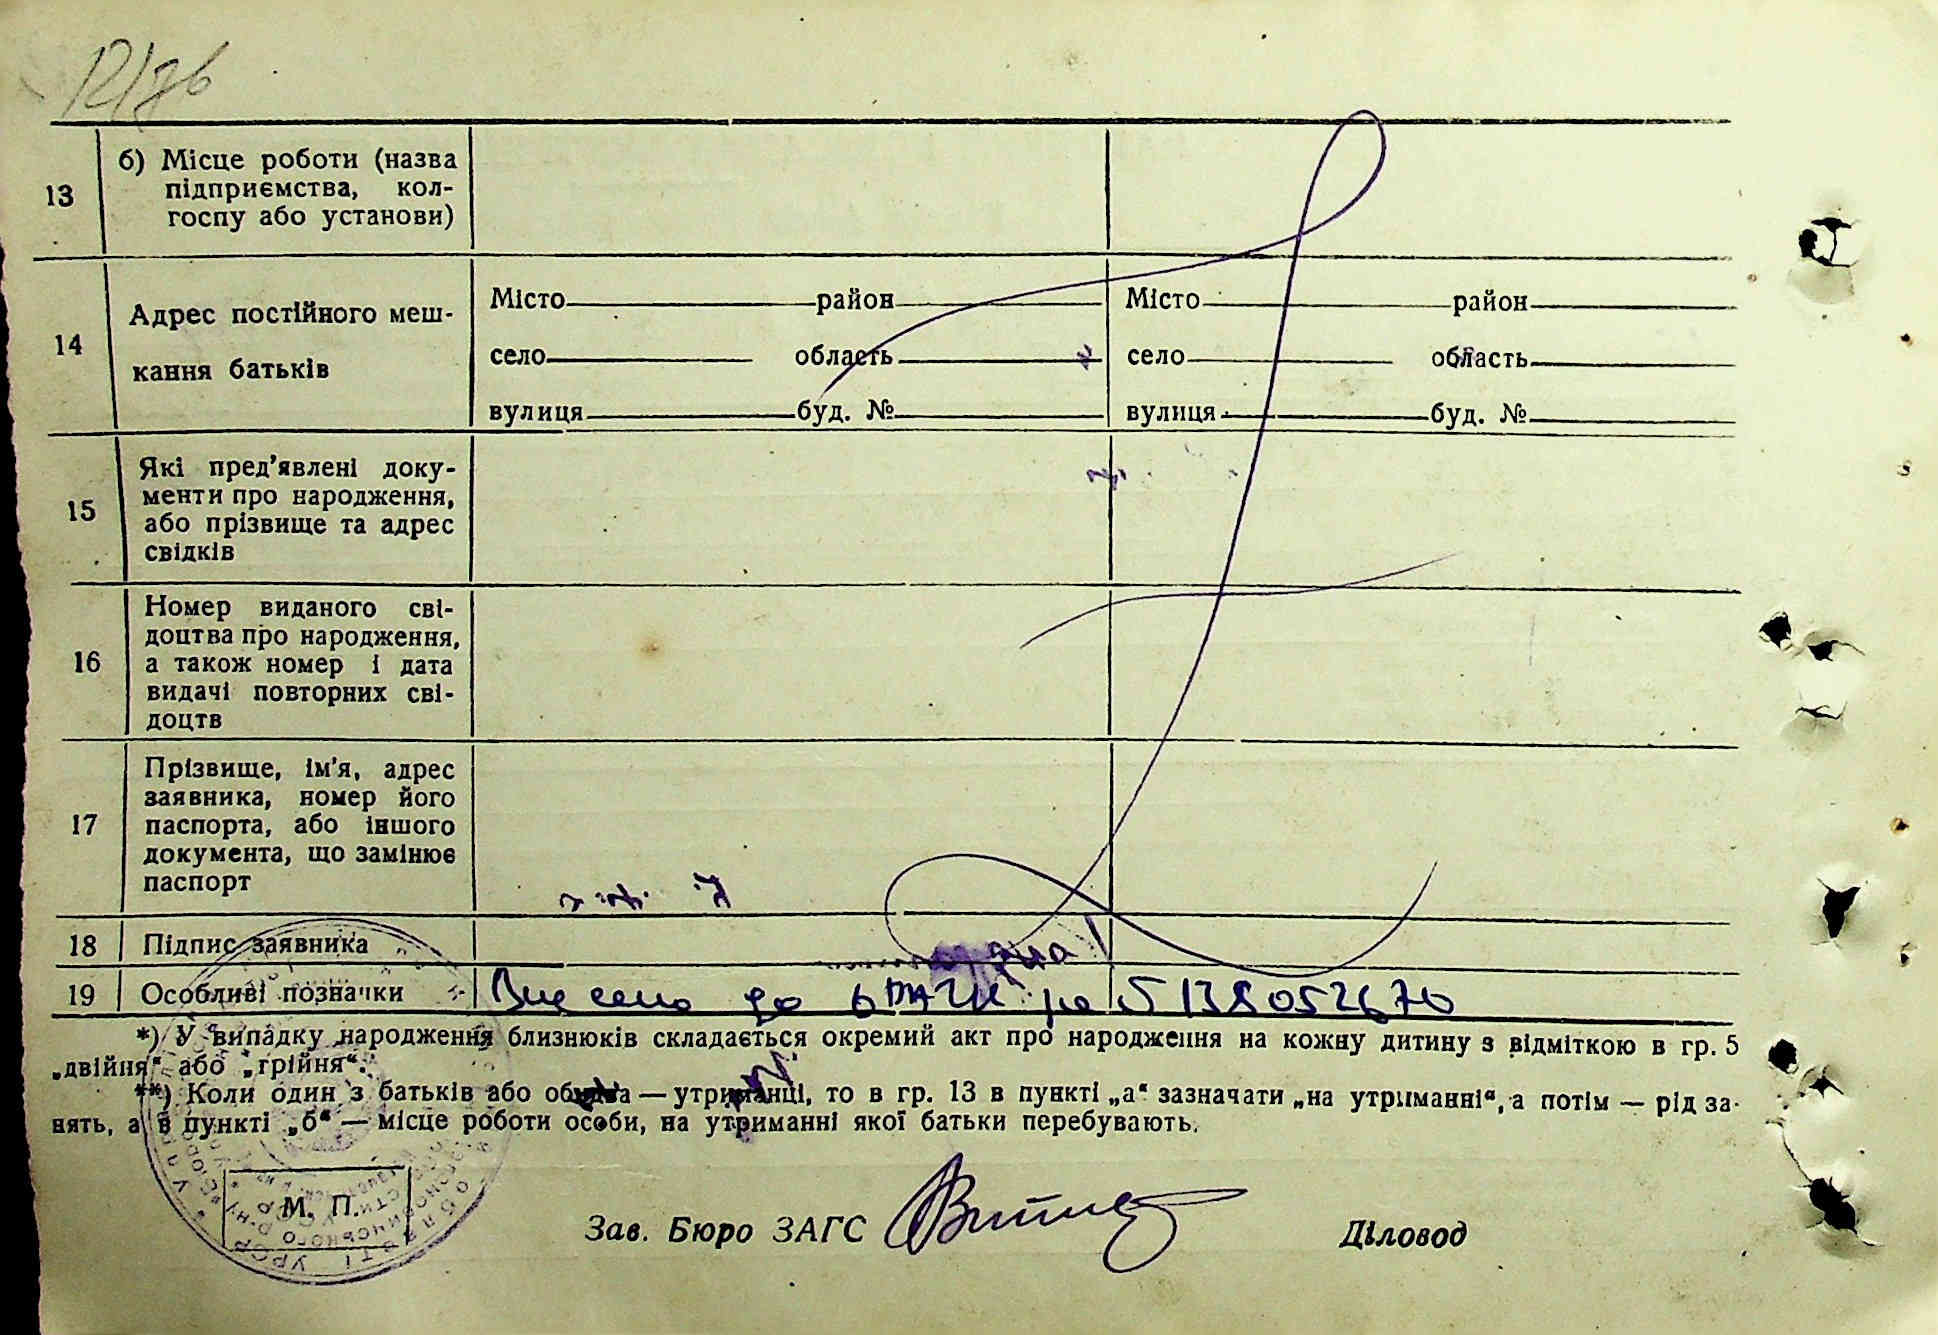 12/76
13
б) Місце роботи (назва
підприємства, кол-
госпу або установи)
14
Адрес постійного меш-
кання батьків
Місто район
село область
вулиця буд. №
Місто район
село область
вулиця буд. №
15
Які пред'явлені доку-
менти про народження,
або прізвище та адрес
свідків
16
Номер виданого сві-
доцтва про народження,
а також номер і дата
видачі повторних сві-
доцтв
17
Прізвище, ім'я, адрес
заявника, номер його
паспорта, або іншого
документа, що замінює
паспорт
18
Підпис заявника
19
Особливі позначки
Внесено до
*) У випадку народження близнюків складається окремий акт про народження на кожну дитину з відміткою в гр. 5
„двійня“ або „трійня“.
**) Коли один з батьків або обидва — утриманці, то в гр. 13 в пункті „а“ зазначати „на утриманні“, а потім — рід за-
нять, а в пункті „б“ — місце роботи особи, на утриманні якої батьки перебувають.
М. П.
Зав. Бюро ЗАГС
Діловод